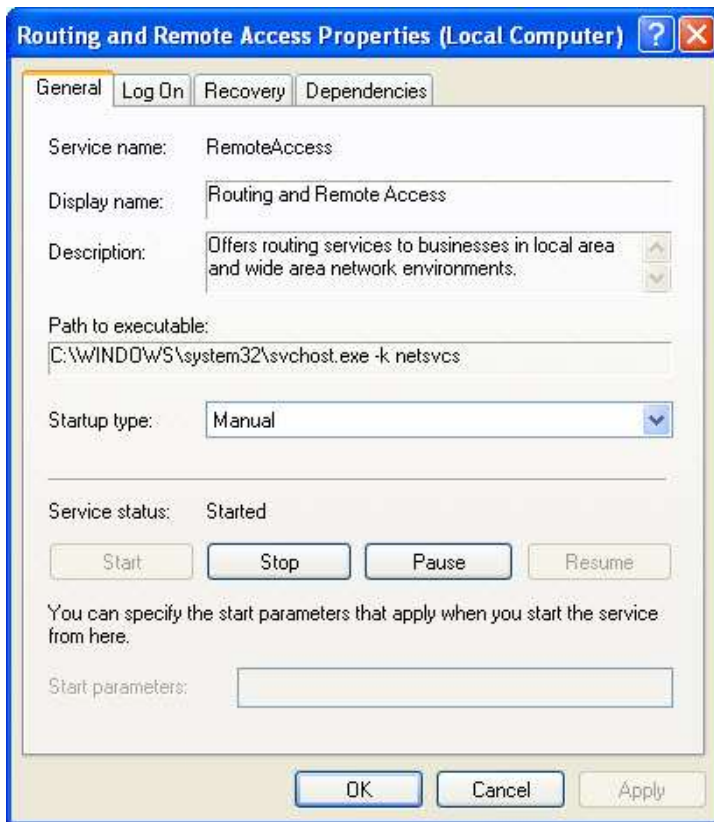 Routing and Remote Access Properties (Local Computer)
General Log On Recovery Dependencies
Service name: RemoteAccess
Display name: Routing and Remote Access
Description: Offers routing services to businesses in local area
and wide area network environments.
Path to executable:
C:\WINDOWS\system32\svchost.exe -k netsvcs
Startup type: Manual
Service status: Started
Start Stop Pause Resume
You can specify the start parameters that apply when you start the service
from here.
Start parameters:
OK Cancel Apply